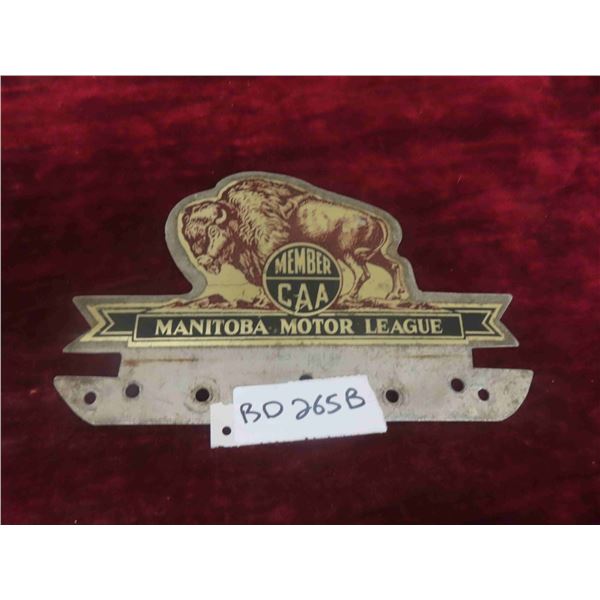 MEMBER
CAA
MANITOBA MOTOR LEAGUE
BD 265B